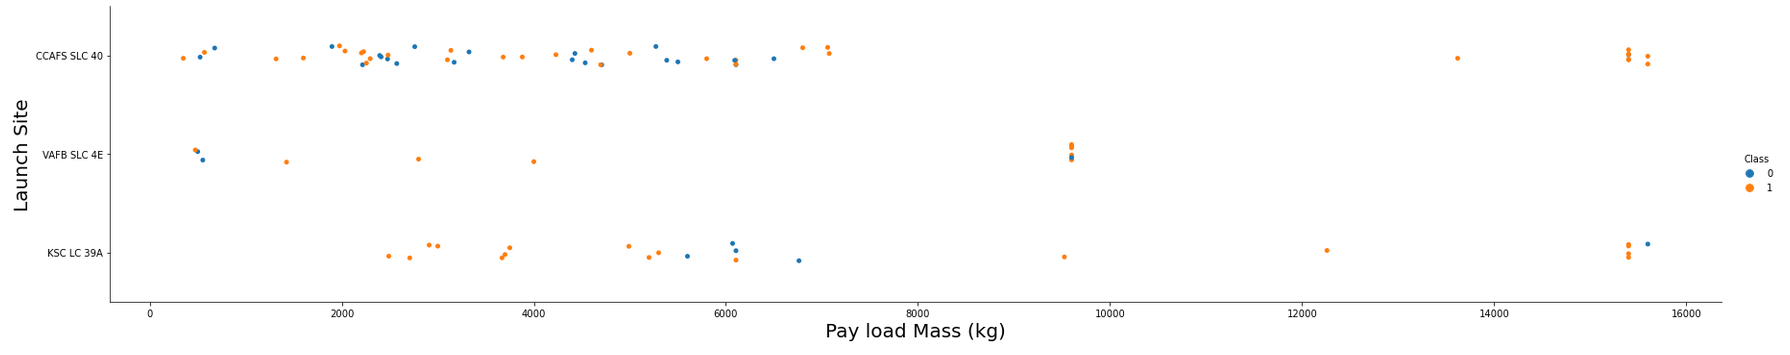 Launch Site
CCAFS SLC 40
VAFB SLC 4E
KSC LC 39A
0 2000 4000 6000 8000 10000 12000 14000 16000
Pay load Mass (kg)
Class
0
1